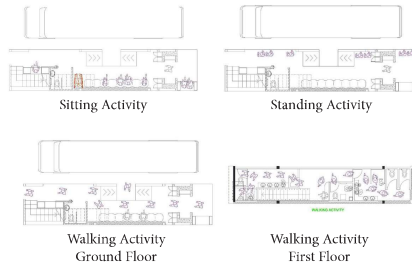 Sitting Activity
Standing Activity
Walking Activity
Ground Floor
WALKING ACTIVITY
Walking Activity
First Floor